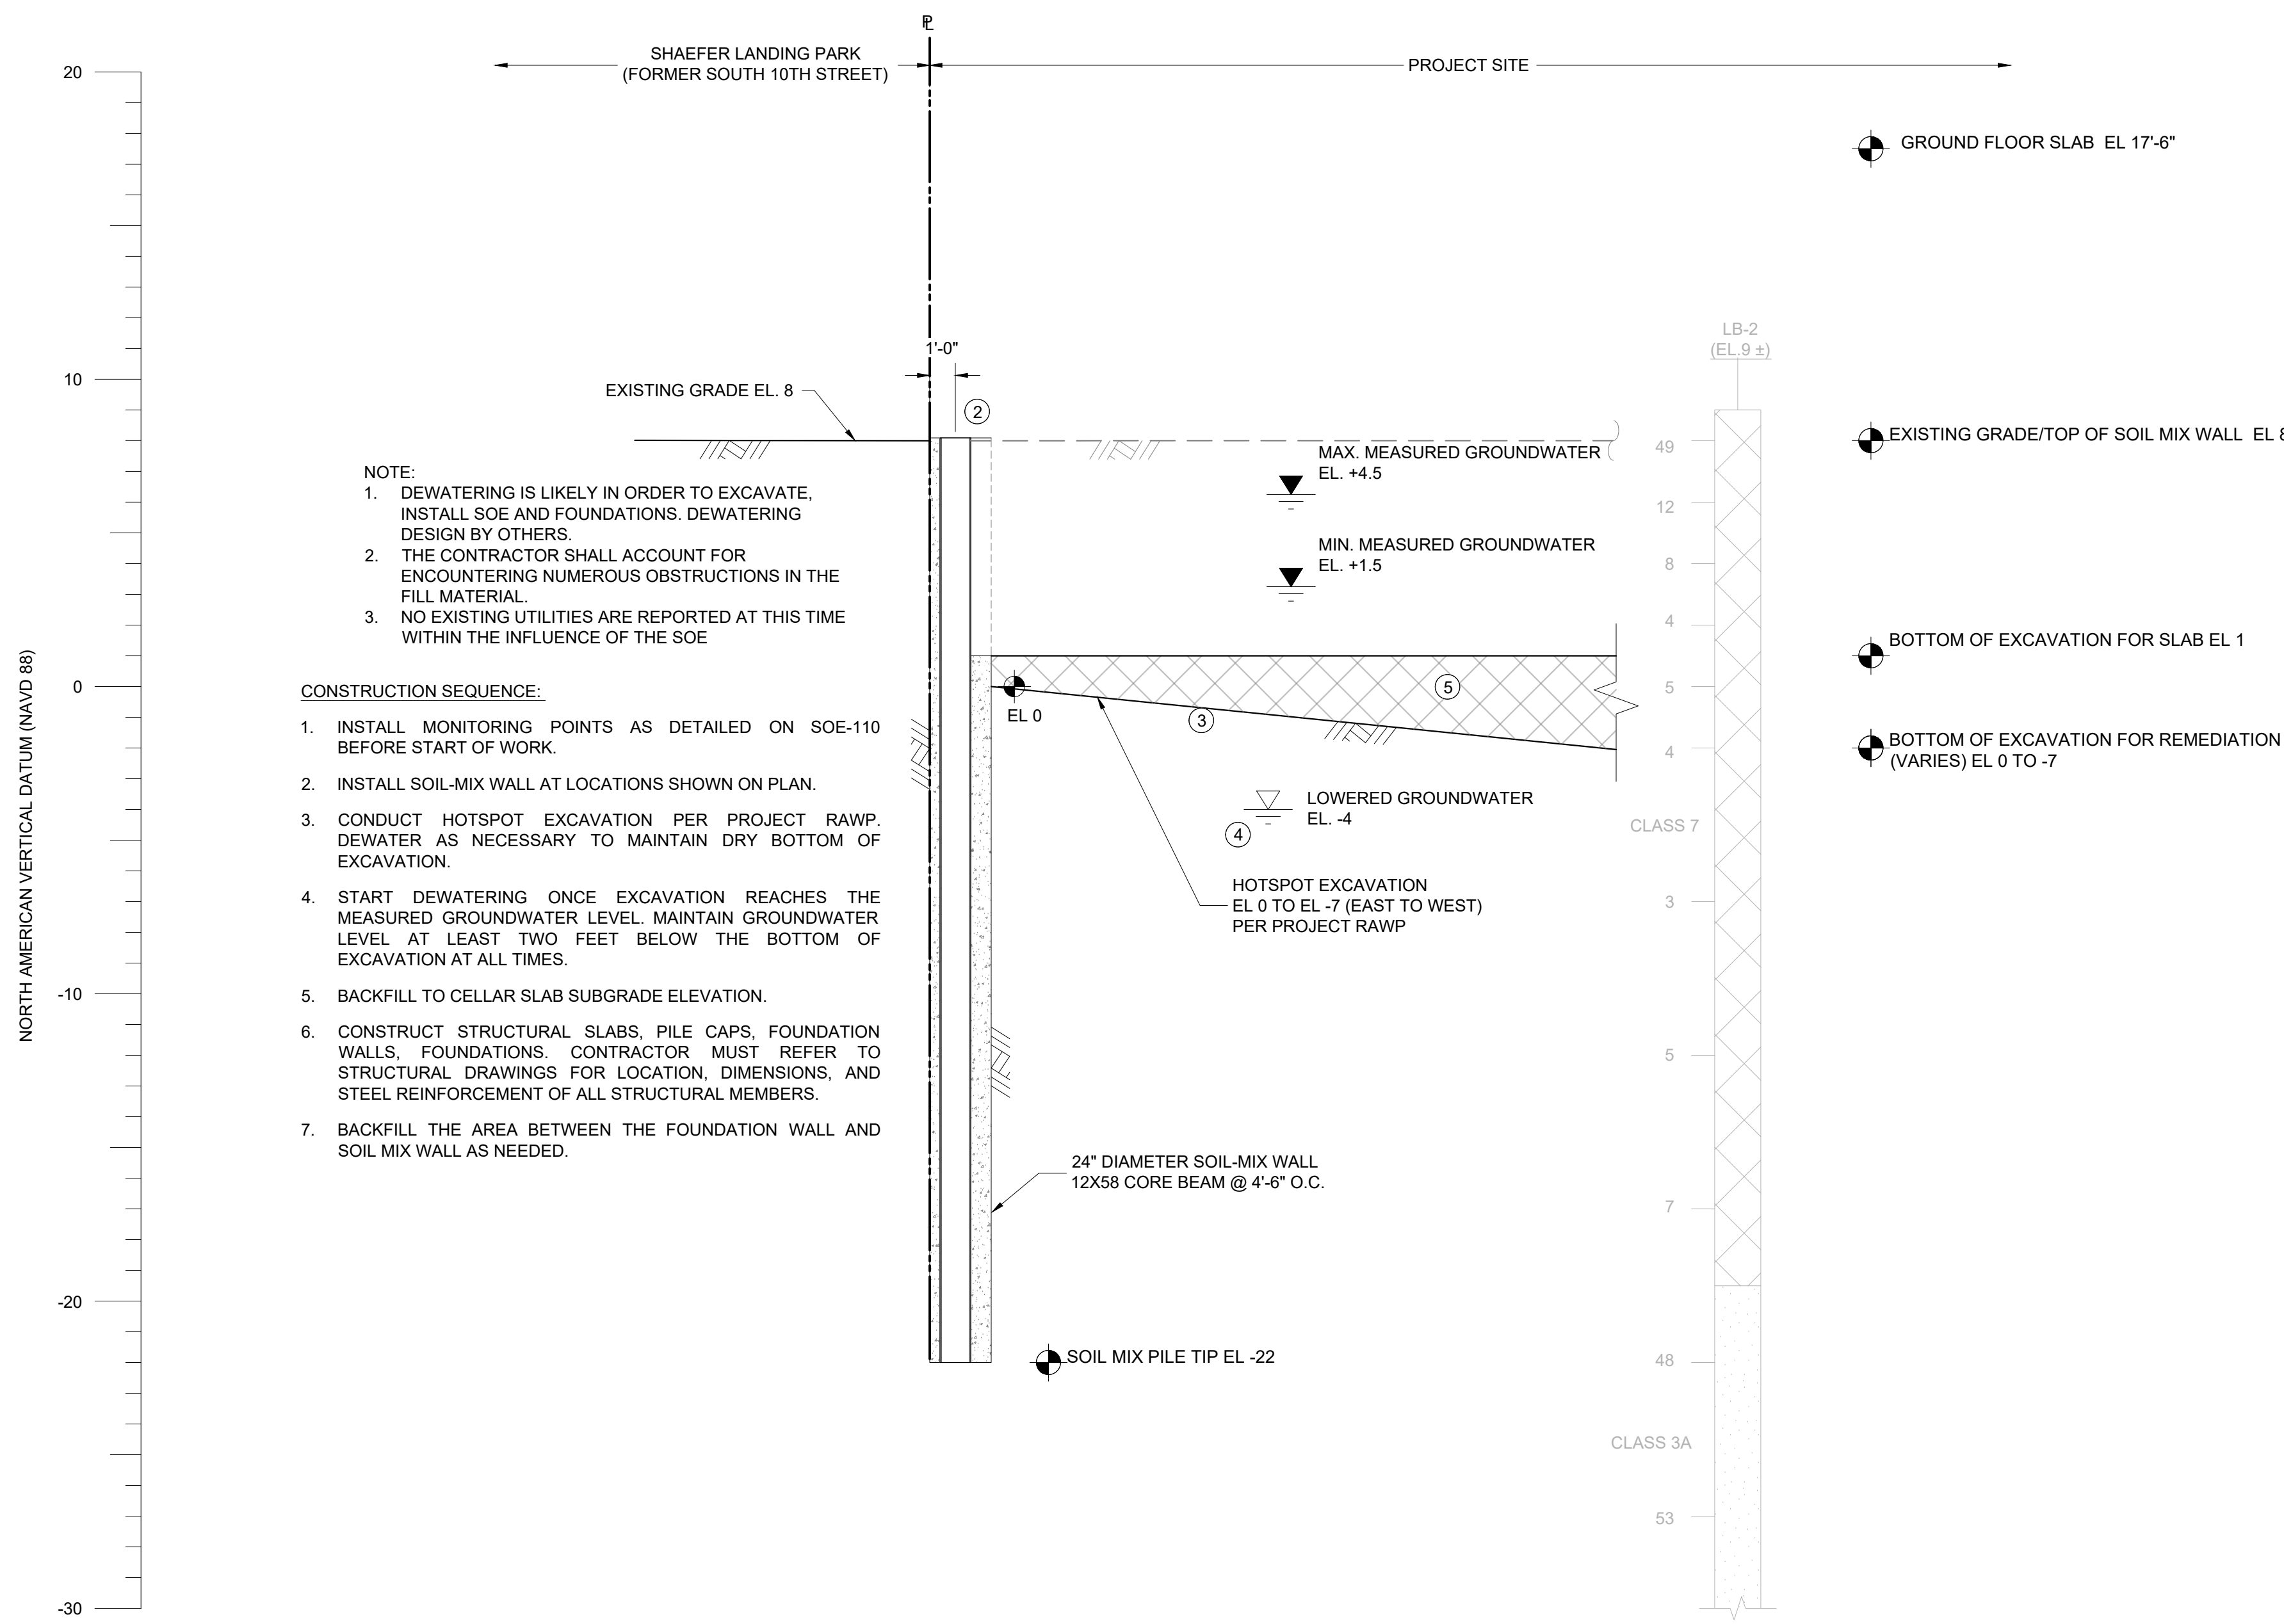 PL
SHAEFER LANDING PARK
(FORMER SOUTH 10TH STREET)
PROJECT SITE
20
GROUND FLOOR SLAB EL 17'-6"
LB-2
(EL.9 ±)
1'-0"
10
EXISTING GRADE EL. 8
2
EXISTING GRADE/TOP OF SOIL MIX WALL EL 8
49
MAX. MEASURED GROUNDWATER
EL. +4.5
12
MIN. MEASURED GROUNDWATER
EL. +1.5
8
4
NOTE:
1. DEWATERING IS LIKELY IN ORDER TO EXCAVATE,
INSTALL SOE AND FOUNDATIONS. DEWATERING
DESIGN BY OTHERS.
2. THE CONTRACTOR SHALL ACCOUNT FOR
ENCOUNTERING NUMEROUS OBSTRUCTIONS IN THE
FILL MATERIAL.
3. NO EXISTING UTILITIES ARE REPORTED AT THIS TIME
WITHIN THE INFLUENCE OF THE SOE
BOTTOM OF EXCAVATION FOR SLAB EL 1
NORTH AMERICAN VERTICAL DATUM (NAVD 88)
0
EL 0
5
5
3
4
BOTTOM OF EXCAVATION FOR REMEDIATION
(VARIES) EL 0 TO -7
LOWERED GROUNDWATER
EL. -4
4
CLASS 7
HOTSPOT EXCAVATION
EL 0 TO EL -7 (EAST TO WEST)
PER PROJECT RAWP
3
CONSTRUCTION SEQUENCE:
1. INSTALL MONITORING POINTS AS DETAILED ON SOE-110
BEFORE START OF WORK.
2. INSTALL SOIL-MIX WALL AT LOCATIONS SHOWN ON PLAN.
3. CONDUCT HOTSPOT EXCAVATION PER PROJECT RAWP.
DEWATER AS NECESSARY TO MAINTAIN DRY BOTTOM OF
EXCAVATION.
4. START DEWATERING ONCE EXCAVATION REACHES THE
MEASURED GROUNDWATER LEVEL. MAINTAIN GROUNDWATER
LEVEL AT LEAST TWO FEET BELOW THE BOTTOM OF
EXCAVATION AT ALL TIMES.
5. BACKFILL TO CELLAR SLAB SUBGRADE ELEVATION.
6. CONSTRUCT STRUCTURAL SLABS, PILE CAPS, FOUNDATION
WALLS, FOUNDATIONS. CONTRACTOR MUST REFER TO
STRUCTURAL DRAWINGS FOR LOCATION, DIMENSIONS, AND
STEEL REINFORCEMENT OF ALL STRUCTURAL MEMBERS.
7. BACKFILL THE AREA BETWEEN THE FOUNDATION WALL AND
SOIL MIX WALL AS NEEDED.
-10
5
24" DIAMETER SOIL-MIX WALL
12X58 CORE BEAM @ 4'-6" O.C.
7
-20
SOIL MIX PILE TIP EL -22
48
CLASS 3A
53
-30